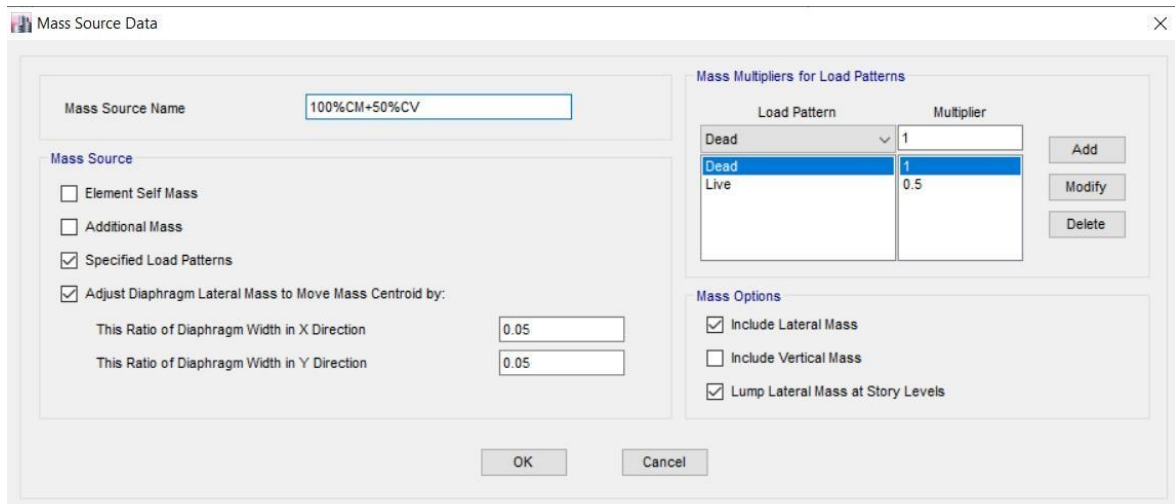 Mass Source Data
Mass Source Name 100%CM+50%CV
Mass Source
Element Self Mass
Additional Mass
Specified Load Patterns
Adjust Diaphragm Lateral Mass to Move Mass Centroid by:
This Ratio of Diaphragm Width in X Direction 0.05
This Ratio of Diaphragm Width in Y Direction 0.05
Mass Multipliers for Load Patterns
Load Pattern Multiplier
Dead 1
Dead 1
Live 0.5
Add
Modify
Delete
Mass Options
Include Lateral Mass
Include Vertical Mass
Lump Lateral Mass at Story Levels
OK Cancel